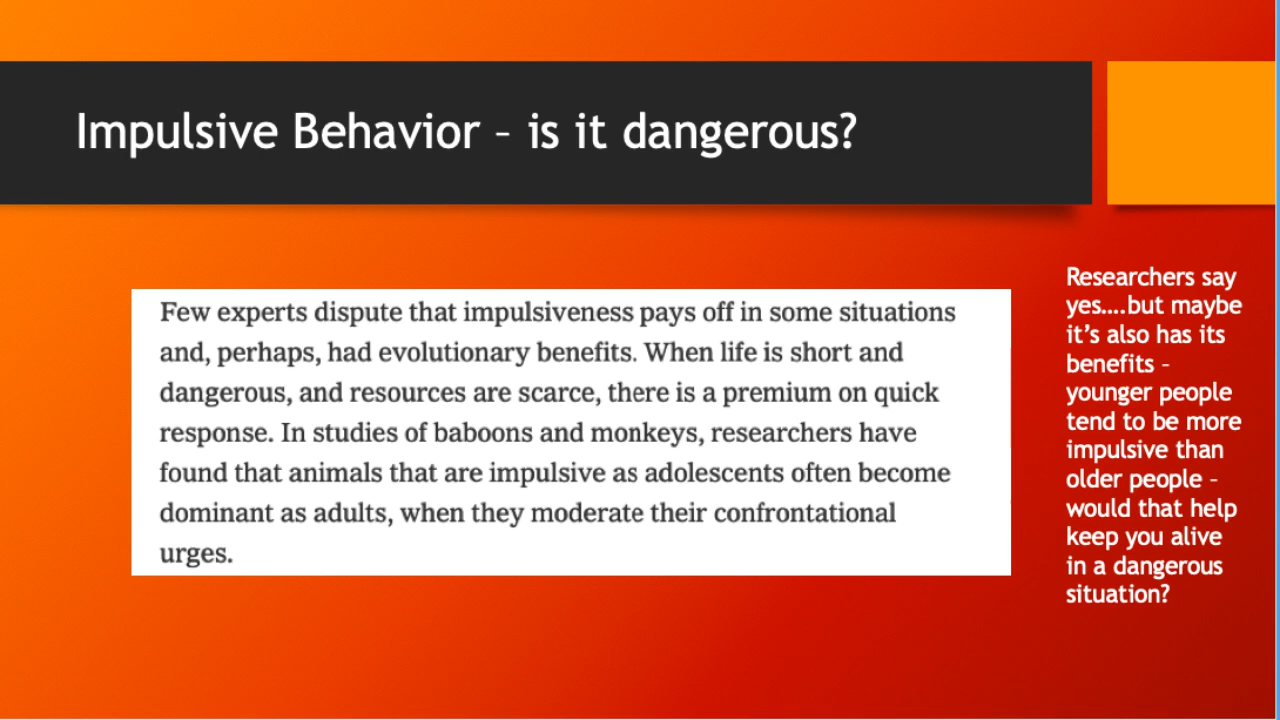 Impulsive Behavior – is it dangerous?
Few experts dispute that impulsiveness pays off in some situations
and, perhaps, had evolutionary benefits. When life is short and
dangerous, and resources are scarce, there is a premium on quick
response. In studies of baboons and monkeys, researchers have
found that animals that are impulsive as adolescents often become
dominant as adults, when they moderate their confrontational
urges.
Researchers say
yes….but maybe
it’s also has its
benefits –
younger people
tend to be more
impulsive than
older people –
would that help
keep you alive
in a dangerous
situation?